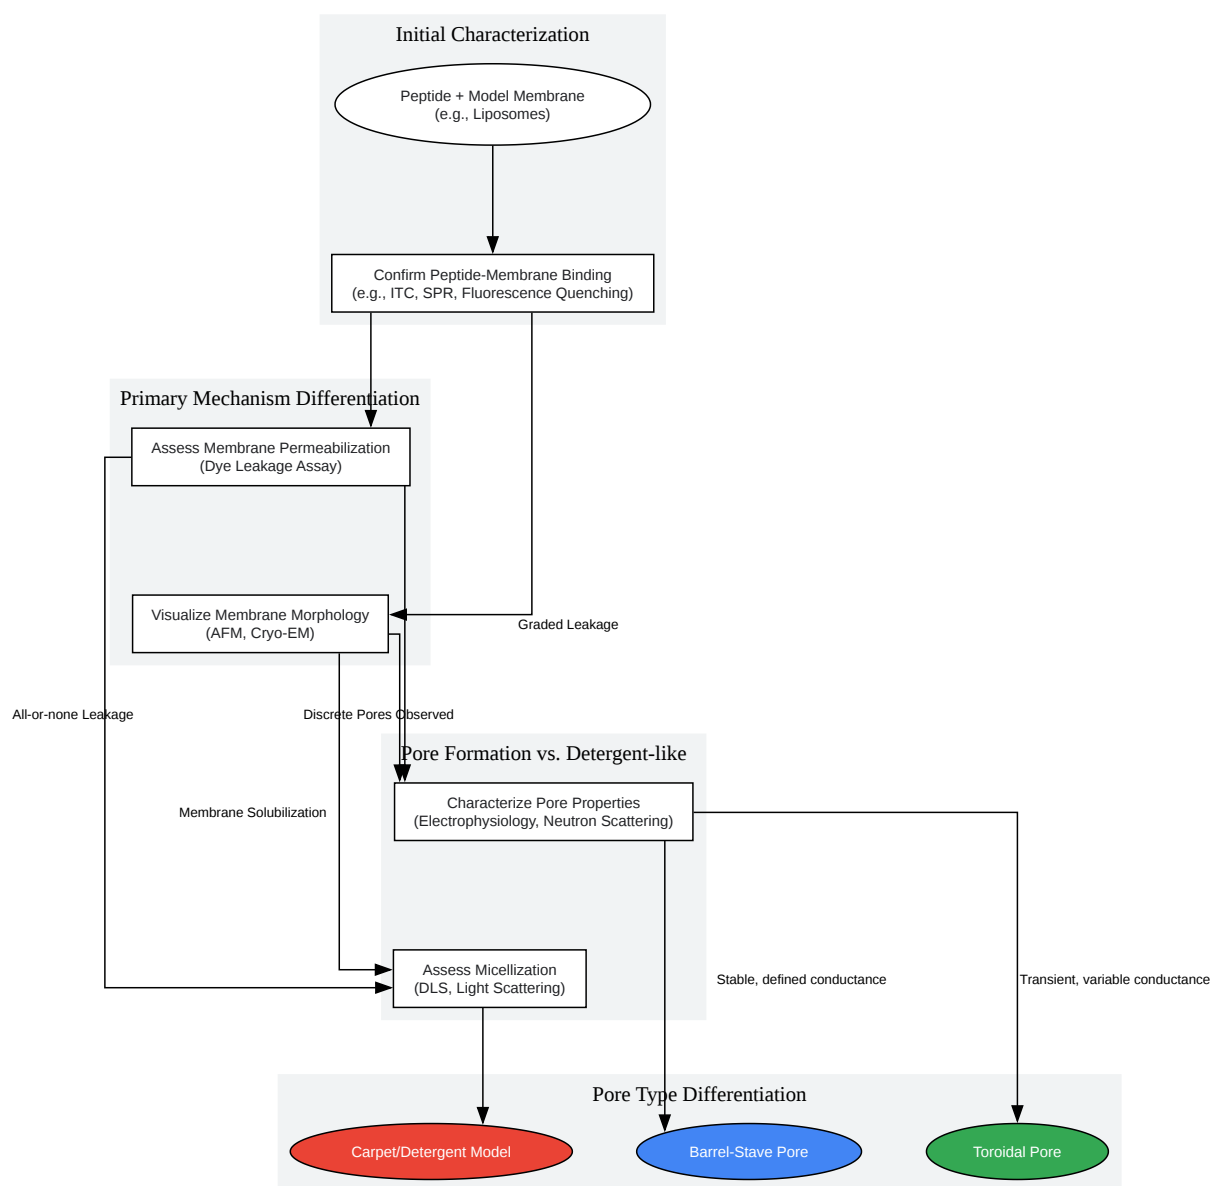 Initial Characterization
Peptide + Model Membrane
(e.g., Liposomes)
Confirm Peptide-Membrane Binding
(e.g., ITC, SPR, Fluorescence Quenching)
Primary Mechanism Differentiation
Assess Membrane Permeabilization
(Dye Leakage Assay)
Visualize Membrane Morphology
(AFM, Cryo-EM)
Graded Leakage
All-or-none Leakage
Discrete Pores Observed
Pore Formation vs. Detergent-like
Characterize Pore Properties
(Electrophysiology, Neutron Scattering)
Membrane Solubilization
Assess Micellization
(DLS, Light Scattering)
Stable, defined conductance
Transient, variable conductance
Pore Type Differentiation
Carpet/Detergent Model
Barrel-Stave Pore
Toroidal Pore